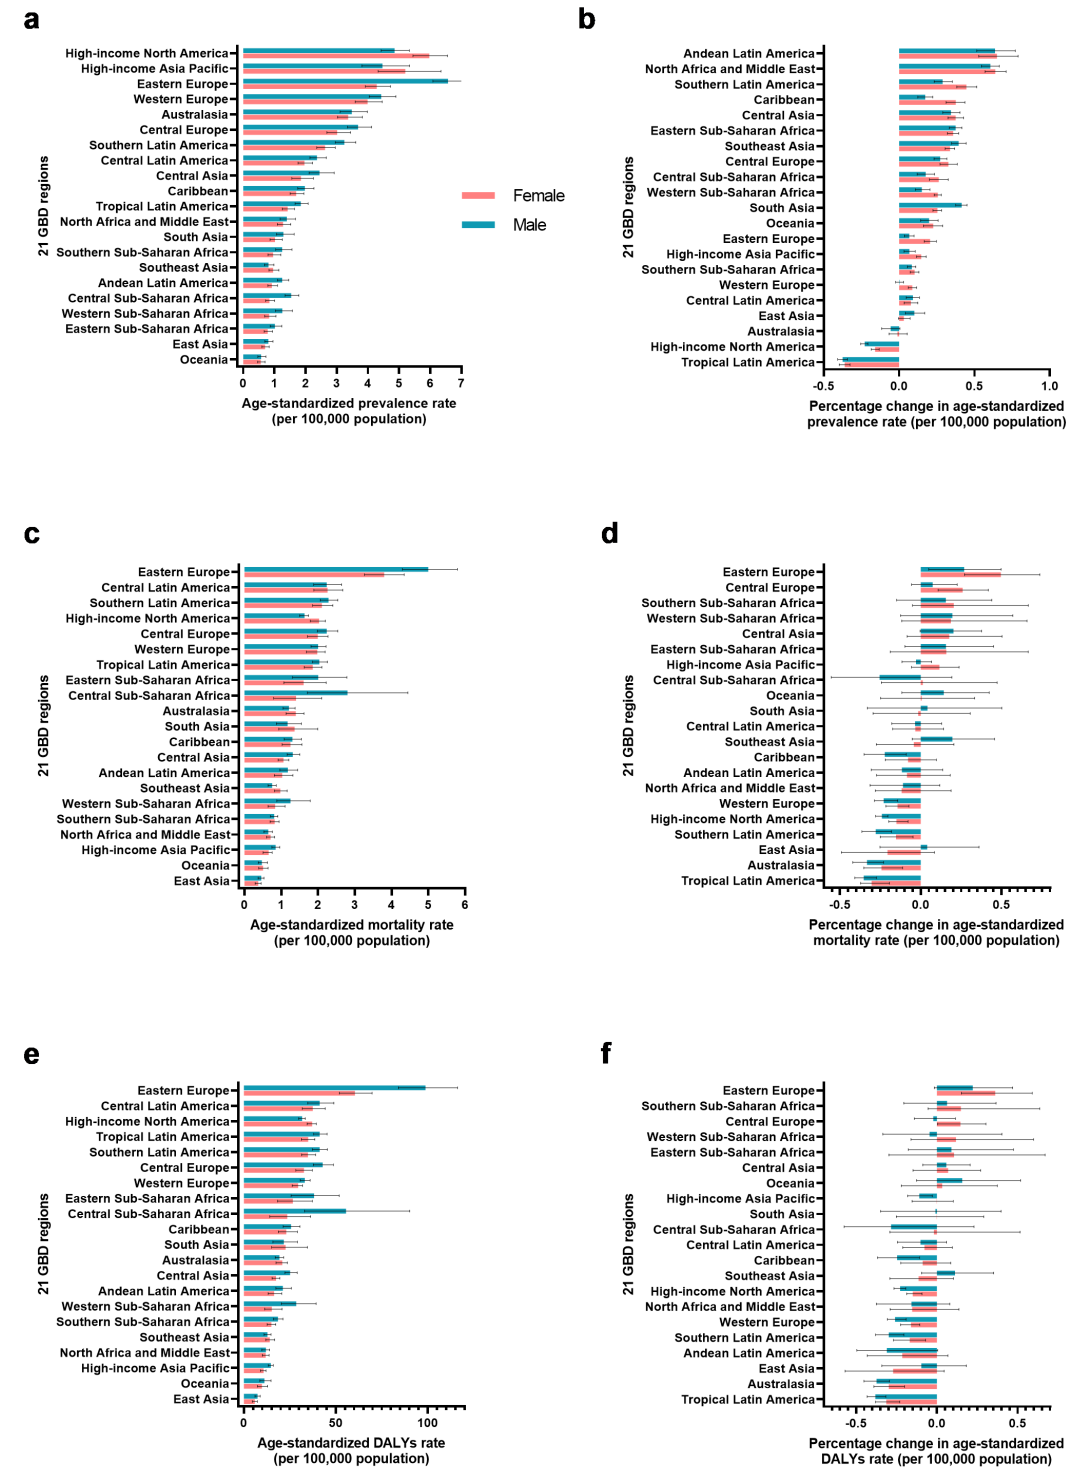 a
High-income North America
High-income Asia Pacific
Eastern Europe
Western Europe
Australasia
Central Europe
Southern Latin America
Central Latin America
Central Asia
Caribbean
Tropical Latin America
North Africa and Middle East
South Asia
Southern Sub-Saharan Africa
Southeast Asia
Andean Latin America
Central Sub-Saharan Africa
Western Sub-Saharan Africa
Eastern Sub-Saharan Africa
East Asia
Oceania
21 GBD regions
0 1 2 3 4 5 6 7
Age-standardized prevalence rate
(per 100,000 population)
Female
Male
b
Andean Latin America
North Africa and Middle East
Southern Latin America
Caribbean
Central Asia
Eastern Sub-Saharan Africa
Southeast Asia
Central Europe
Central Sub-Saharan Africa
Western Sub-Saharan Africa
South Asia
Oceania
Eastern Europe
High-income Asia Pacific
Southern Sub-Saharan Africa
Western Europe
Central Latin America
East Asia
Australasia
High-income North America
Tropical Latin America
21 GBD regions
-0.5 0.0 0.5 1.0
Percentage change in age-standardized
prevalence rate (per 100,000 population)
c
Eastern Europe
Central Latin America
Southern Latin America
High-income North America
Central Europe
Western Europe
Tropical Latin America
Eastern Sub-Saharan Africa
Central Sub-Saharan Africa
Australasia
South Asia
Caribbean
Central Asia
Andean Latin America
Southeast Asia
Western Sub-Saharan Africa
Southern Sub-Saharan Africa
North Africa and Middle East
High-income Asia Pacific
Oceania
East Asia
21 GBD regions
0 1 2 3 4 5 6
Age-standardized mortality rate
(per 100,000 population)
d
Eastern Europe
Central Europe
Southern Sub-Saharan Africa
Western Sub-Saharan Africa
Central Asia
Eastern Sub-Saharan Africa
High-income Asia Pacific
Central Sub-Saharan Africa
Oceania
South Asia
Central Latin America
Southeast Asia
Caribbean
Andean Latin America
North Africa and Middle East
Western Europe
High-income North America
Southern Latin America
East Asia
Australasia
Tropical Latin America
21 GBD regions
-0.5 0.0 0.5
Percentage change in age-standardized
mortality rate (per 100,000 population)
e
Eastern Europe
Central Latin America
High-income North America
Tropical Latin America
Southern Latin America
Central Europe
Western Europe
Eastern Sub-Saharan Africa
Central Sub-Saharan Africa
Caribbean
South Asia
Australasia
Central Asia
Andean Latin America
Western Sub-Saharan Africa
Southern Sub-Saharan Africa
Southeast Asia
North Africa and Middle East
High-income Asia Pacific
Oceania
East Asia
21 GBD regions
0 50 100
Age-standardized DALYs rate
(per 100,000 population)
f
Eastern Europe
Southern Sub-Saharan Africa
Central Europe
Western Sub-Saharan Africa
Eastern Sub-Saharan Africa
Central Asia
Oceania
High-income Asia Pacific
South Asia
Central Sub-Saharan Africa
Central Latin America
Caribbean
Southeast Asia
High-income North America
North Africa and Middle East
Western Europe
Southern Latin America
Andean Latin America
East Asia
Australasia
Tropical Latin America
21 GBD regions
-0.5 0.0 0.5
Percentage change in age-standardized
DALYs rate (per 100,000 population)